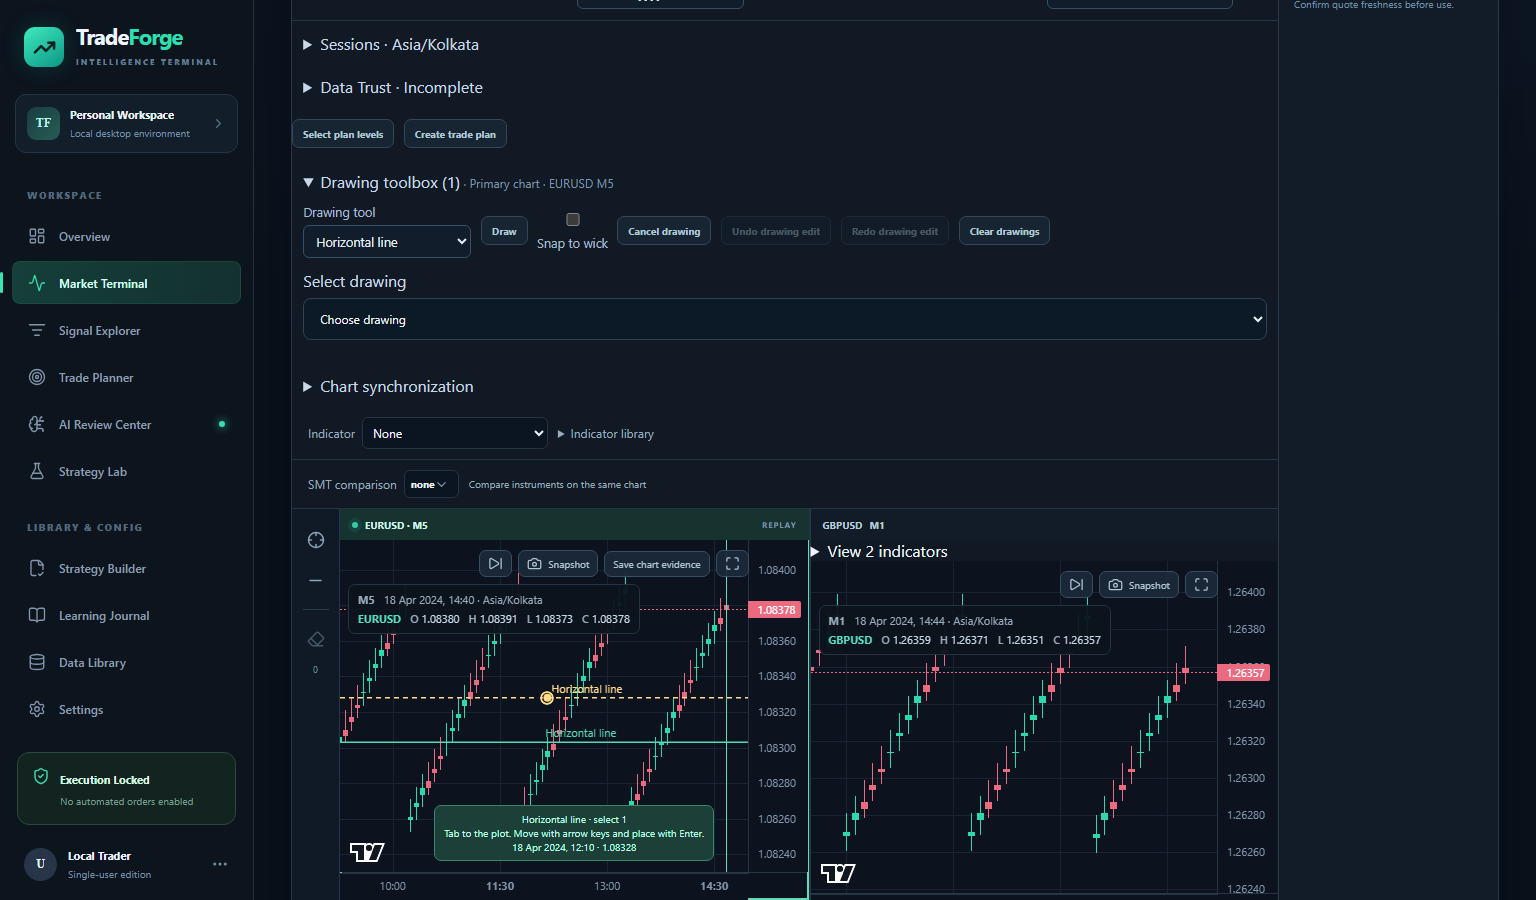 TradeForge
INTELLIGENCE TERMINAL
TF
Personal Workspace
Local desktop environment
WORKSPACE
Overview
Market Terminal
Signal Explorer
Trade Planner
AI Review Center
Strategy Lab
LIBRARY & CONFIG
Strategy Builder
Learning Journal
Data Library
Settings
Execution Locked
No automated orders enabled
U
Local Trader
Single-user edition
Confirm quote freshness before use.
Sessions · Asia/Kolkata
Data Trust · Incomplete
Select plan levels
Create trade plan
Drawing toolbox (1) · Primary chart · EURUSD M5
Drawing tool
Horizontal line
Draw
Snap to wick
Cancel drawing
Undo drawing edit
Redo drawing edit
Clear drawings
Select drawing
Choose drawing
Chart synchronization
Indicator
None
Indicator library
SMT comparison
none
Compare instruments on the same chart
0
EURUSD · M5
REPLAY
Snapshot
Save chart evidence
M5 18 Apr 2024, 14:40 · Asia/Kolkata
EURUSD O 1.08380 H 1.08391 L 1.08373 C 1.08378
Horizontal line
Horizontal line
Horizontal line · select 1
Tab to the plot. Move with arrow keys and place with Enter.
18 Apr 2024, 12:10 · 1.08328
1.08400
1.08378
1.08360
1.08340
1.08320
1.08300
1.08280
1.08260
1.08240
10:00
11:30
13:00
14:30
GBPUSD M1
View 2 indicators
Snapshot
M1 18 Apr 2024, 14:44 · Asia/Kolkata
GBPUSD O 1.26359 H 1.26371 L 1.26351 C 1.26357
1.26400
1.26380
1.26357
1.26340
1.26320
1.26300
1.26280
1.26260
1.26240